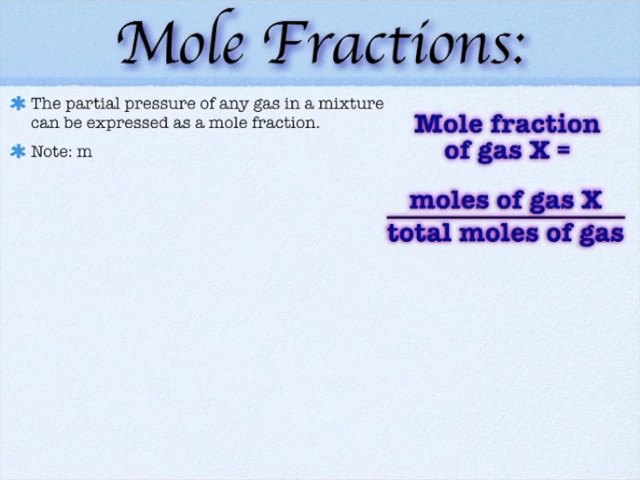 Mole Fractions:
The partial pressure of any gas in a mixture
can be expressed as a mole fraction.
Note: m
Mole fraction
of gas X =
moles of gas X
total moles of gas